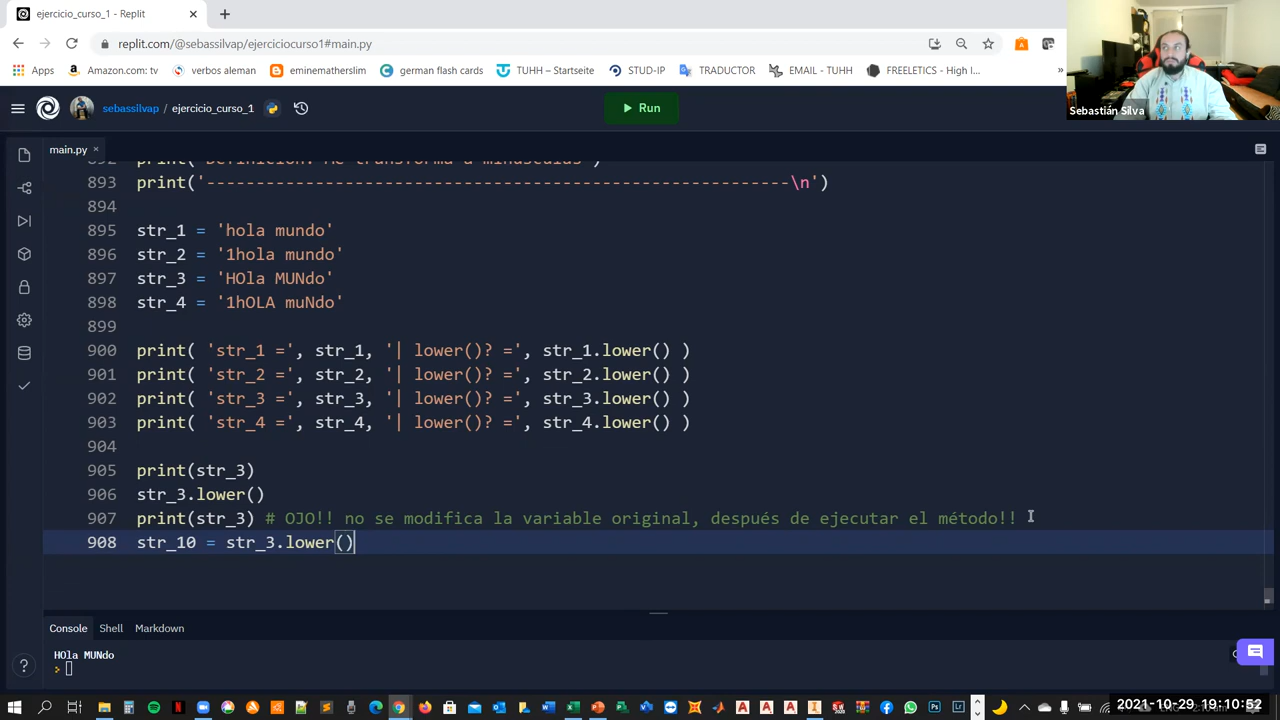 ejercicio_curso_1 - Replit
replit.com/@sebassilvap/ejerciciocurso1#main.py
Apps Amazon.com: tv verbos aleman eminematherslim german flash cards TUHH – Startseite STUD-IP TRADUCTOR EMAIL - TUHH FREELETICS - High I... »
Sebastián Silva
sebassilvap / ejercicio_curso_1
Run
main.py
893 print('-----------------------------------------------------------\n')
894
895 str_1 = 'hola mundo'
896 str_2 = '1hola mundo'
897 str_3 = 'HOla MUNdo'
898 str_4 = '1hOLA muNdo'
899
900 print( 'str_1 =', str_1, '| lower()? =', str_1.lower() )
901 print( 'str_2 =', str_2, '| lower()? =', str_2.lower() )
902 print( 'str_3 =', str_3, '| lower()? =', str_3.lower() )
903 print( 'str_4 =', str_4, '| lower()? =', str_4.lower() )
904
905 print(str_3)
906 str_3.lower()
907 print(str_3) # OJO!! no se modifica la variable original, después de ejecutar el método!!
908 str_10 = str_3.lower()
Console Shell Markdown
HOla MUNdo
2021-10-29 19:10:52